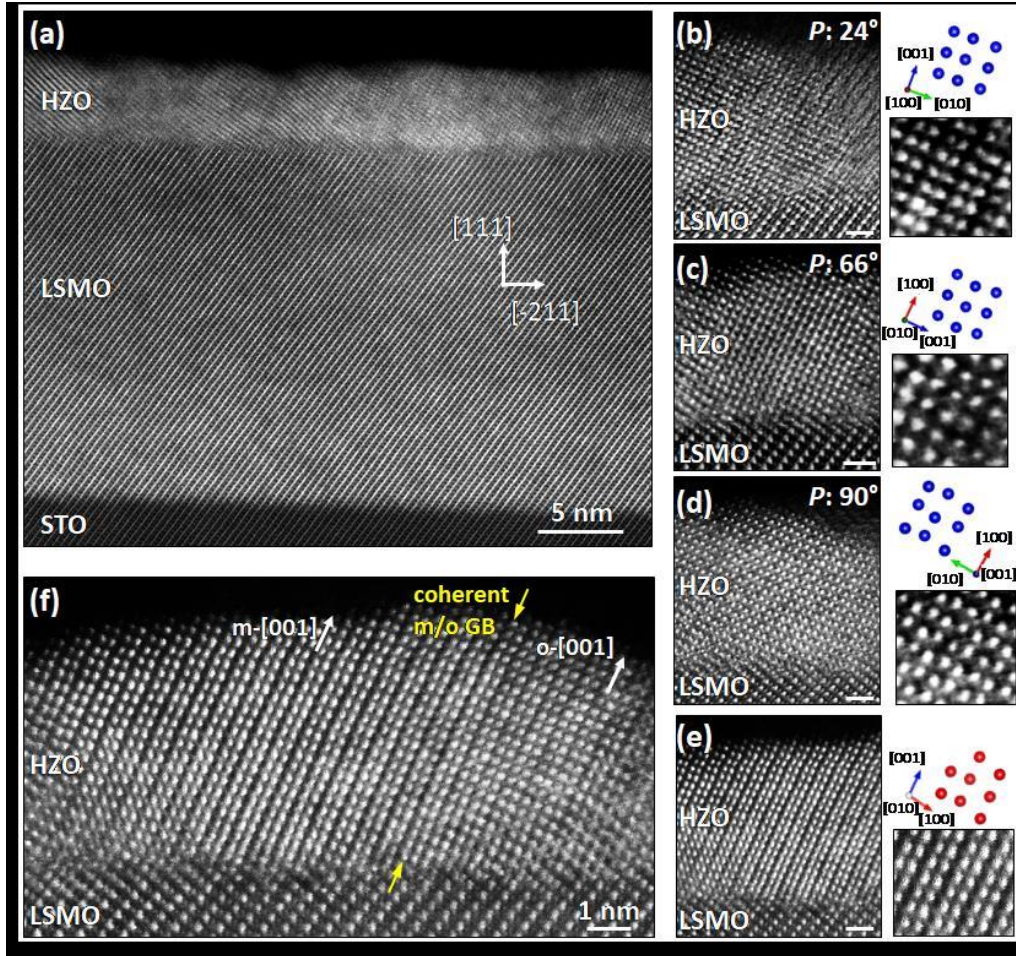 (a)
HZO
LSMO
[111]
[-211]
STO
5 nm
(b)
P: 24°
HZO
LSMO
[001]
[100]
[010]
(c)
P: 66°
HZO
LSMO
[100]
[010]
[001]
(d)
P: 90°
HZO
LSMO
[100]
[010]
[001]
(e)
HZO
LSMO
[001]
[010]
[100]
(f)
coherent
m/o GB
m-[001]
o-[001]
HZO
LSMO
1 nm